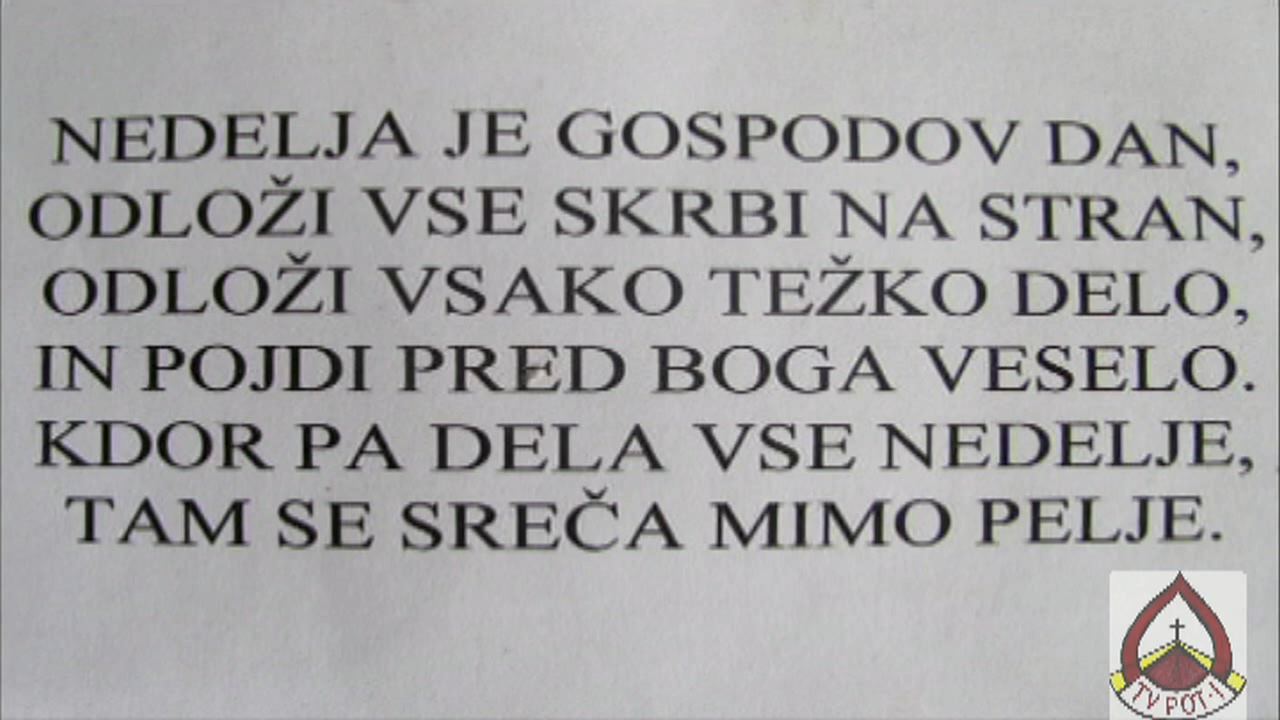 NEDELJA JE GOSPODOV DAN,
ODLOŽI VSE SKRBI NA STRAN,
ODLOŽI VSAKO TEŽKO DELO,
IN POJDI PRED BOGA VESELO.
KDOR PA DELA VSE NEDELJE,
TAM SE SREČA MIMO PELJE.
TV POT-1